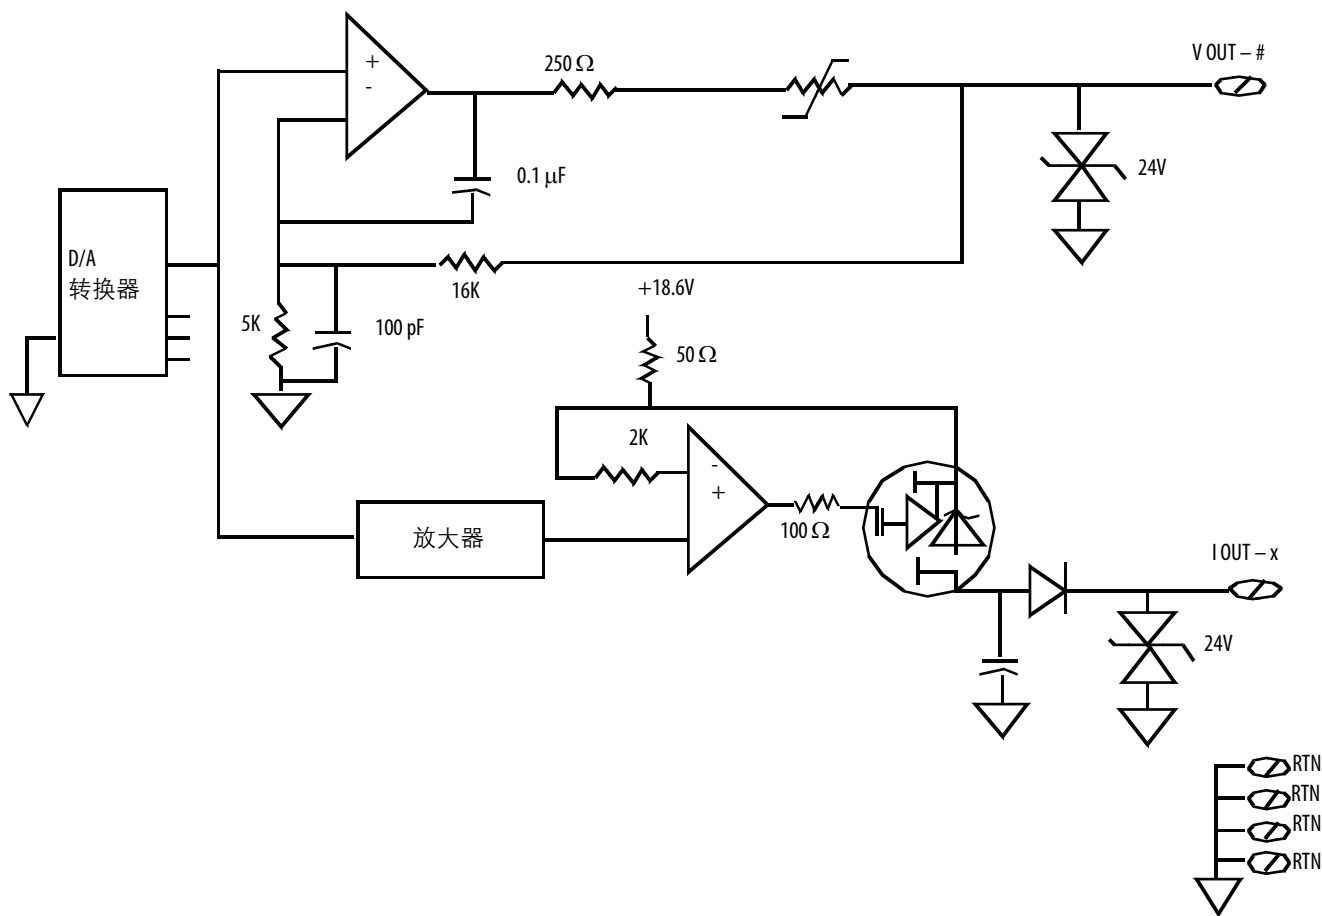 V OUT – #
250 Ω
+
-
24V
0.1 μF
D/A
转换器
16K
+18.6V
5K
100 pF
50 Ω
2K
-
+
100 Ω
放大器
I OUT – x
24V
RTN
RTN
RTN
RTN